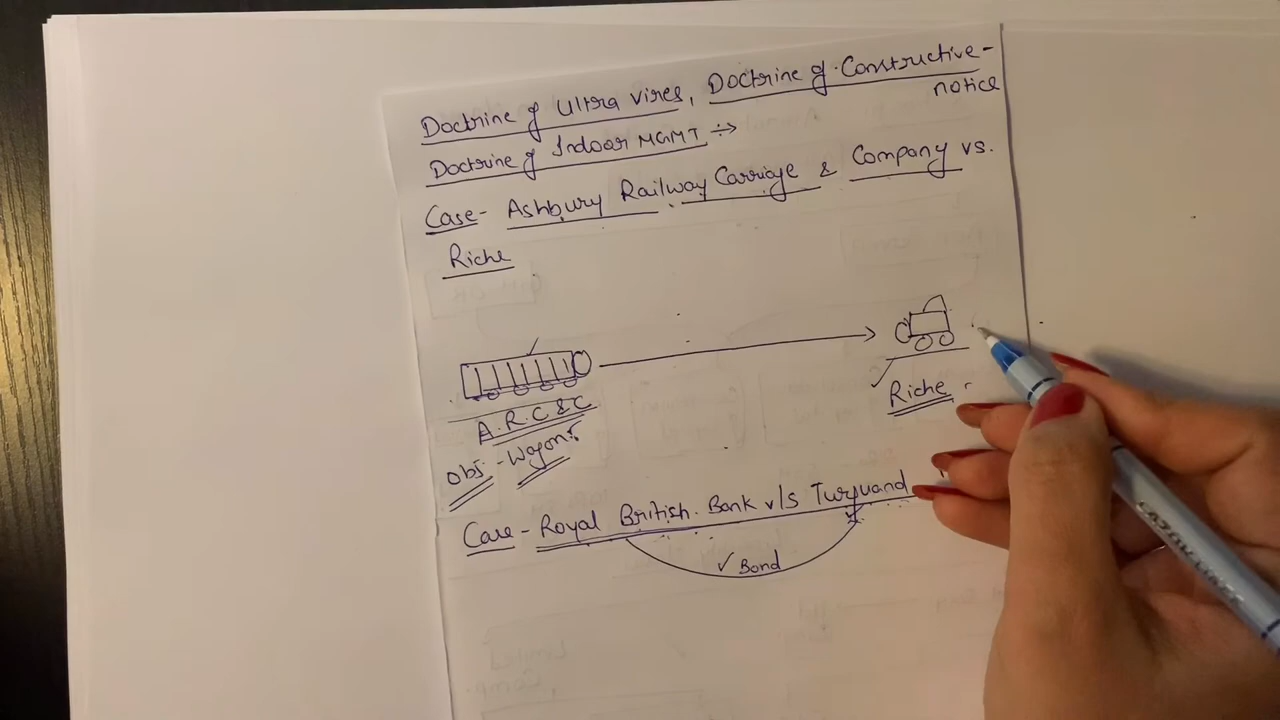 Doctrine of Ultra vires, Doctrine of Constructive-
notice
Doctrine of Indoor MGMT
Case- Ashbury Railway Carriage & Company vs.
Riche
A.R.C & C
Obj - Wagons
Riche
Case - Royal British Bank v/s Turquand
✓ Bond